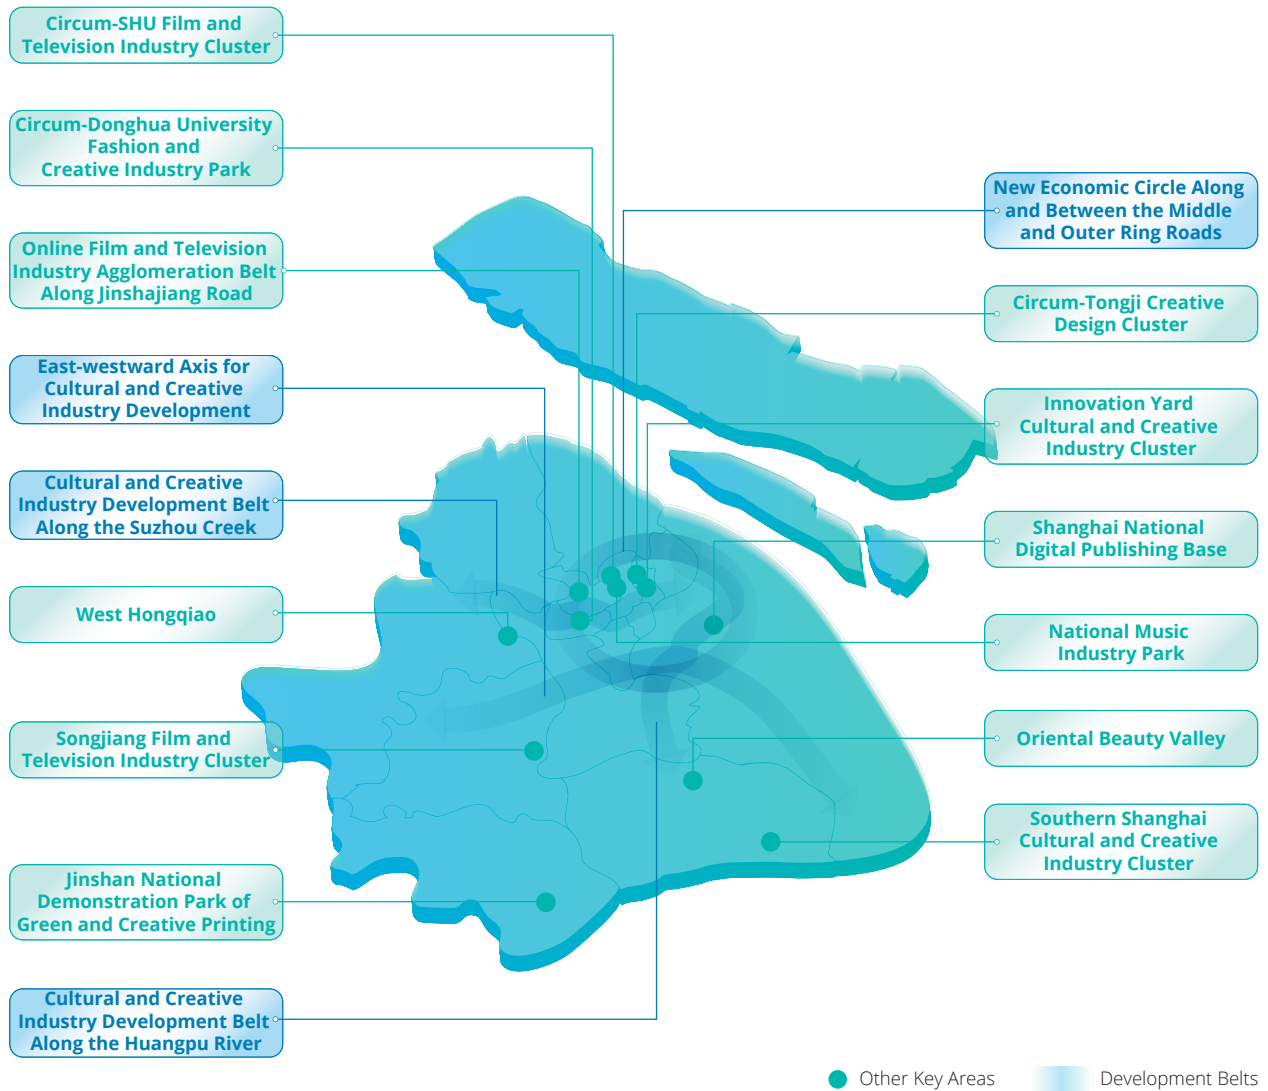 Circum-SHU Film and
Television Industry Cluster
Circum-Donghua University
Fashion and
Creative Industry Park
Online Film and Television
Industry Agglomeration Belt
Along Jinshajiang Road
East-westward Axis for
Cultural and Creative
Industry Development
Cultural and Creative
Industry Development Belt
Along the Suzhou Creek
West Hongqiao
Songjiang Film and
Television Industry Cluster
Jinshan National
Demonstration Park of
Green and Creative Printing
Cultural and Creative
Industry Development Belt
Along the Huangpu River
New Economic Circle Along
and Between the Middle
and Outer Ring Roads
Circum-Tongji Creative
Design Cluster
Innovation Yard
Cultural and Creative
Industry Cluster
Shanghai National
Digital Publishing Base
National Music
Industry Park
Oriental Beauty Valley
Southern Shanghai
Cultural and Creative
Industry Cluster
Other Key Areas
Development Belts